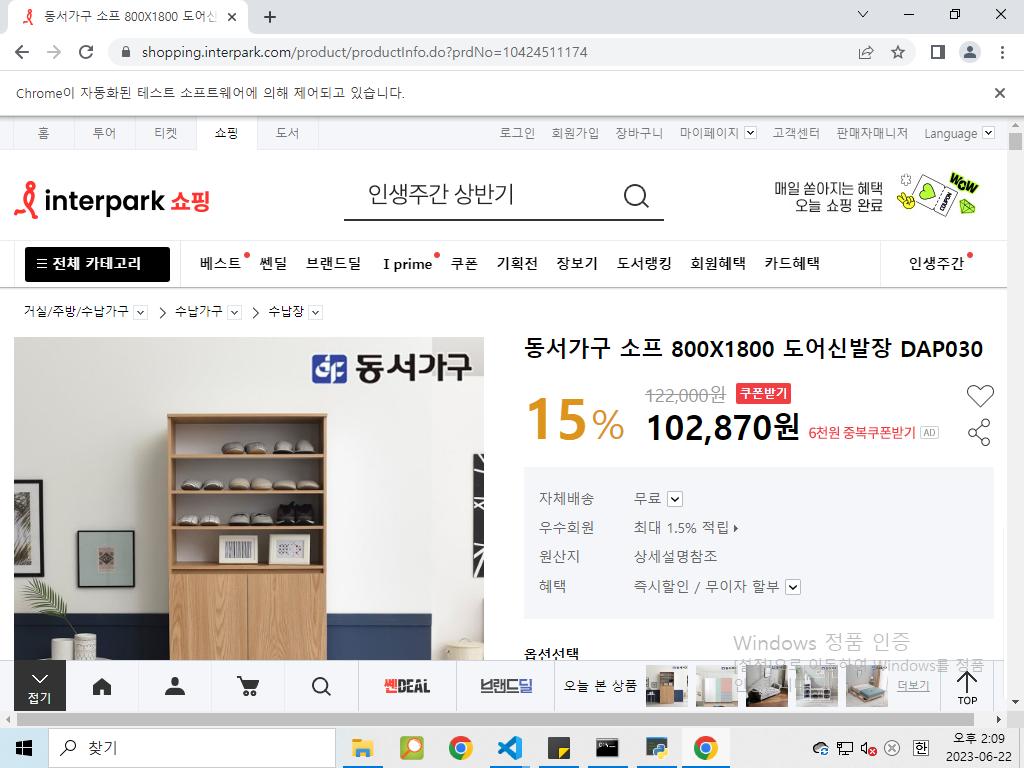 동서가구 소프 800X1800 도어신
shopping.interpark.com/product/productInfo.do?prdNo=10424511174
Chrome이 자동화된 테스트 소프트웨어에 의해 제어되고 있습니다.
홈 투어 티켓 쇼핑 도서 로그인 회원가입 장바구니 마이페이지 고객센터 판매자매니저 Language
interpark 쇼핑
인생주간 상반기
매일 쏟아지는 혜택
오늘 쇼핑 완료
WOW
COUPON
전체 카테고리 베스트 쎈딜 브랜드딜 I prime 쿠폰 기획전 장보기 도서랭킹 회원혜택 카드혜택 인생주간
거실/주방/수납가구 수납가구 수납장
동서가구
동서가구 소프 800X1800 도어신발장 DAP030
122,000원 쿠폰받기
15% 102,870원 6천원 중복쿠폰받기 AD
자체배송 무료
우수회원 최대 1.5% 적립
원산지 상세설명참조
혜택 즉시할인 / 무이자 할부
옵션선택
Windows 정품 인증
[설정]으로 이동하여 Windows를 정품
접기 쎈DEAL 브랜드딜 오늘 본 상품 더보기 TOP
찾기
한
오후 2:09
2023-06-22